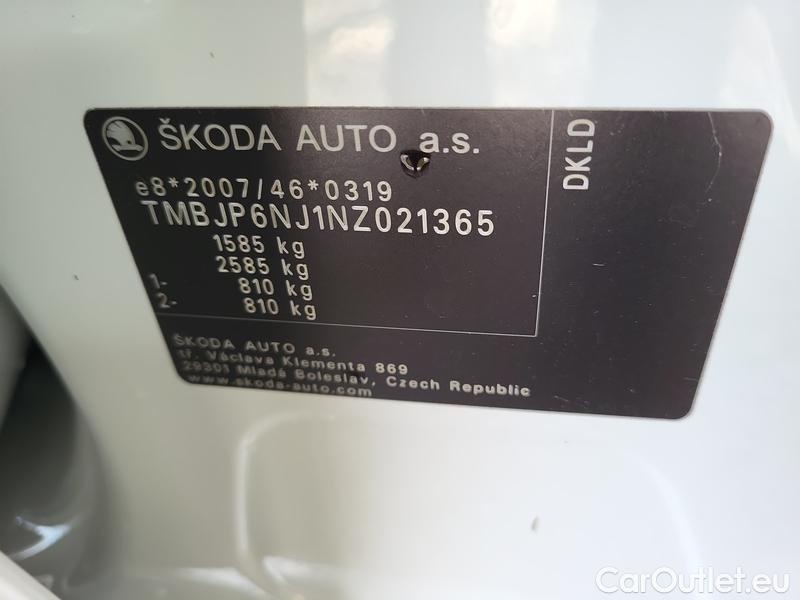 ŠKODA AUTO a.s.
DKLD
e8*2007/46*0319
TMBJP6NJ1NZ021365
1585 kg
2585 kg
1- 810 kg
2- 810 kg
ŠKODA AUTO a.s.
tř. Václava Klementa 869
29301 Mladá Boleslav, Czech Republic
www.skoda-auto.com
CarOutlet.eu